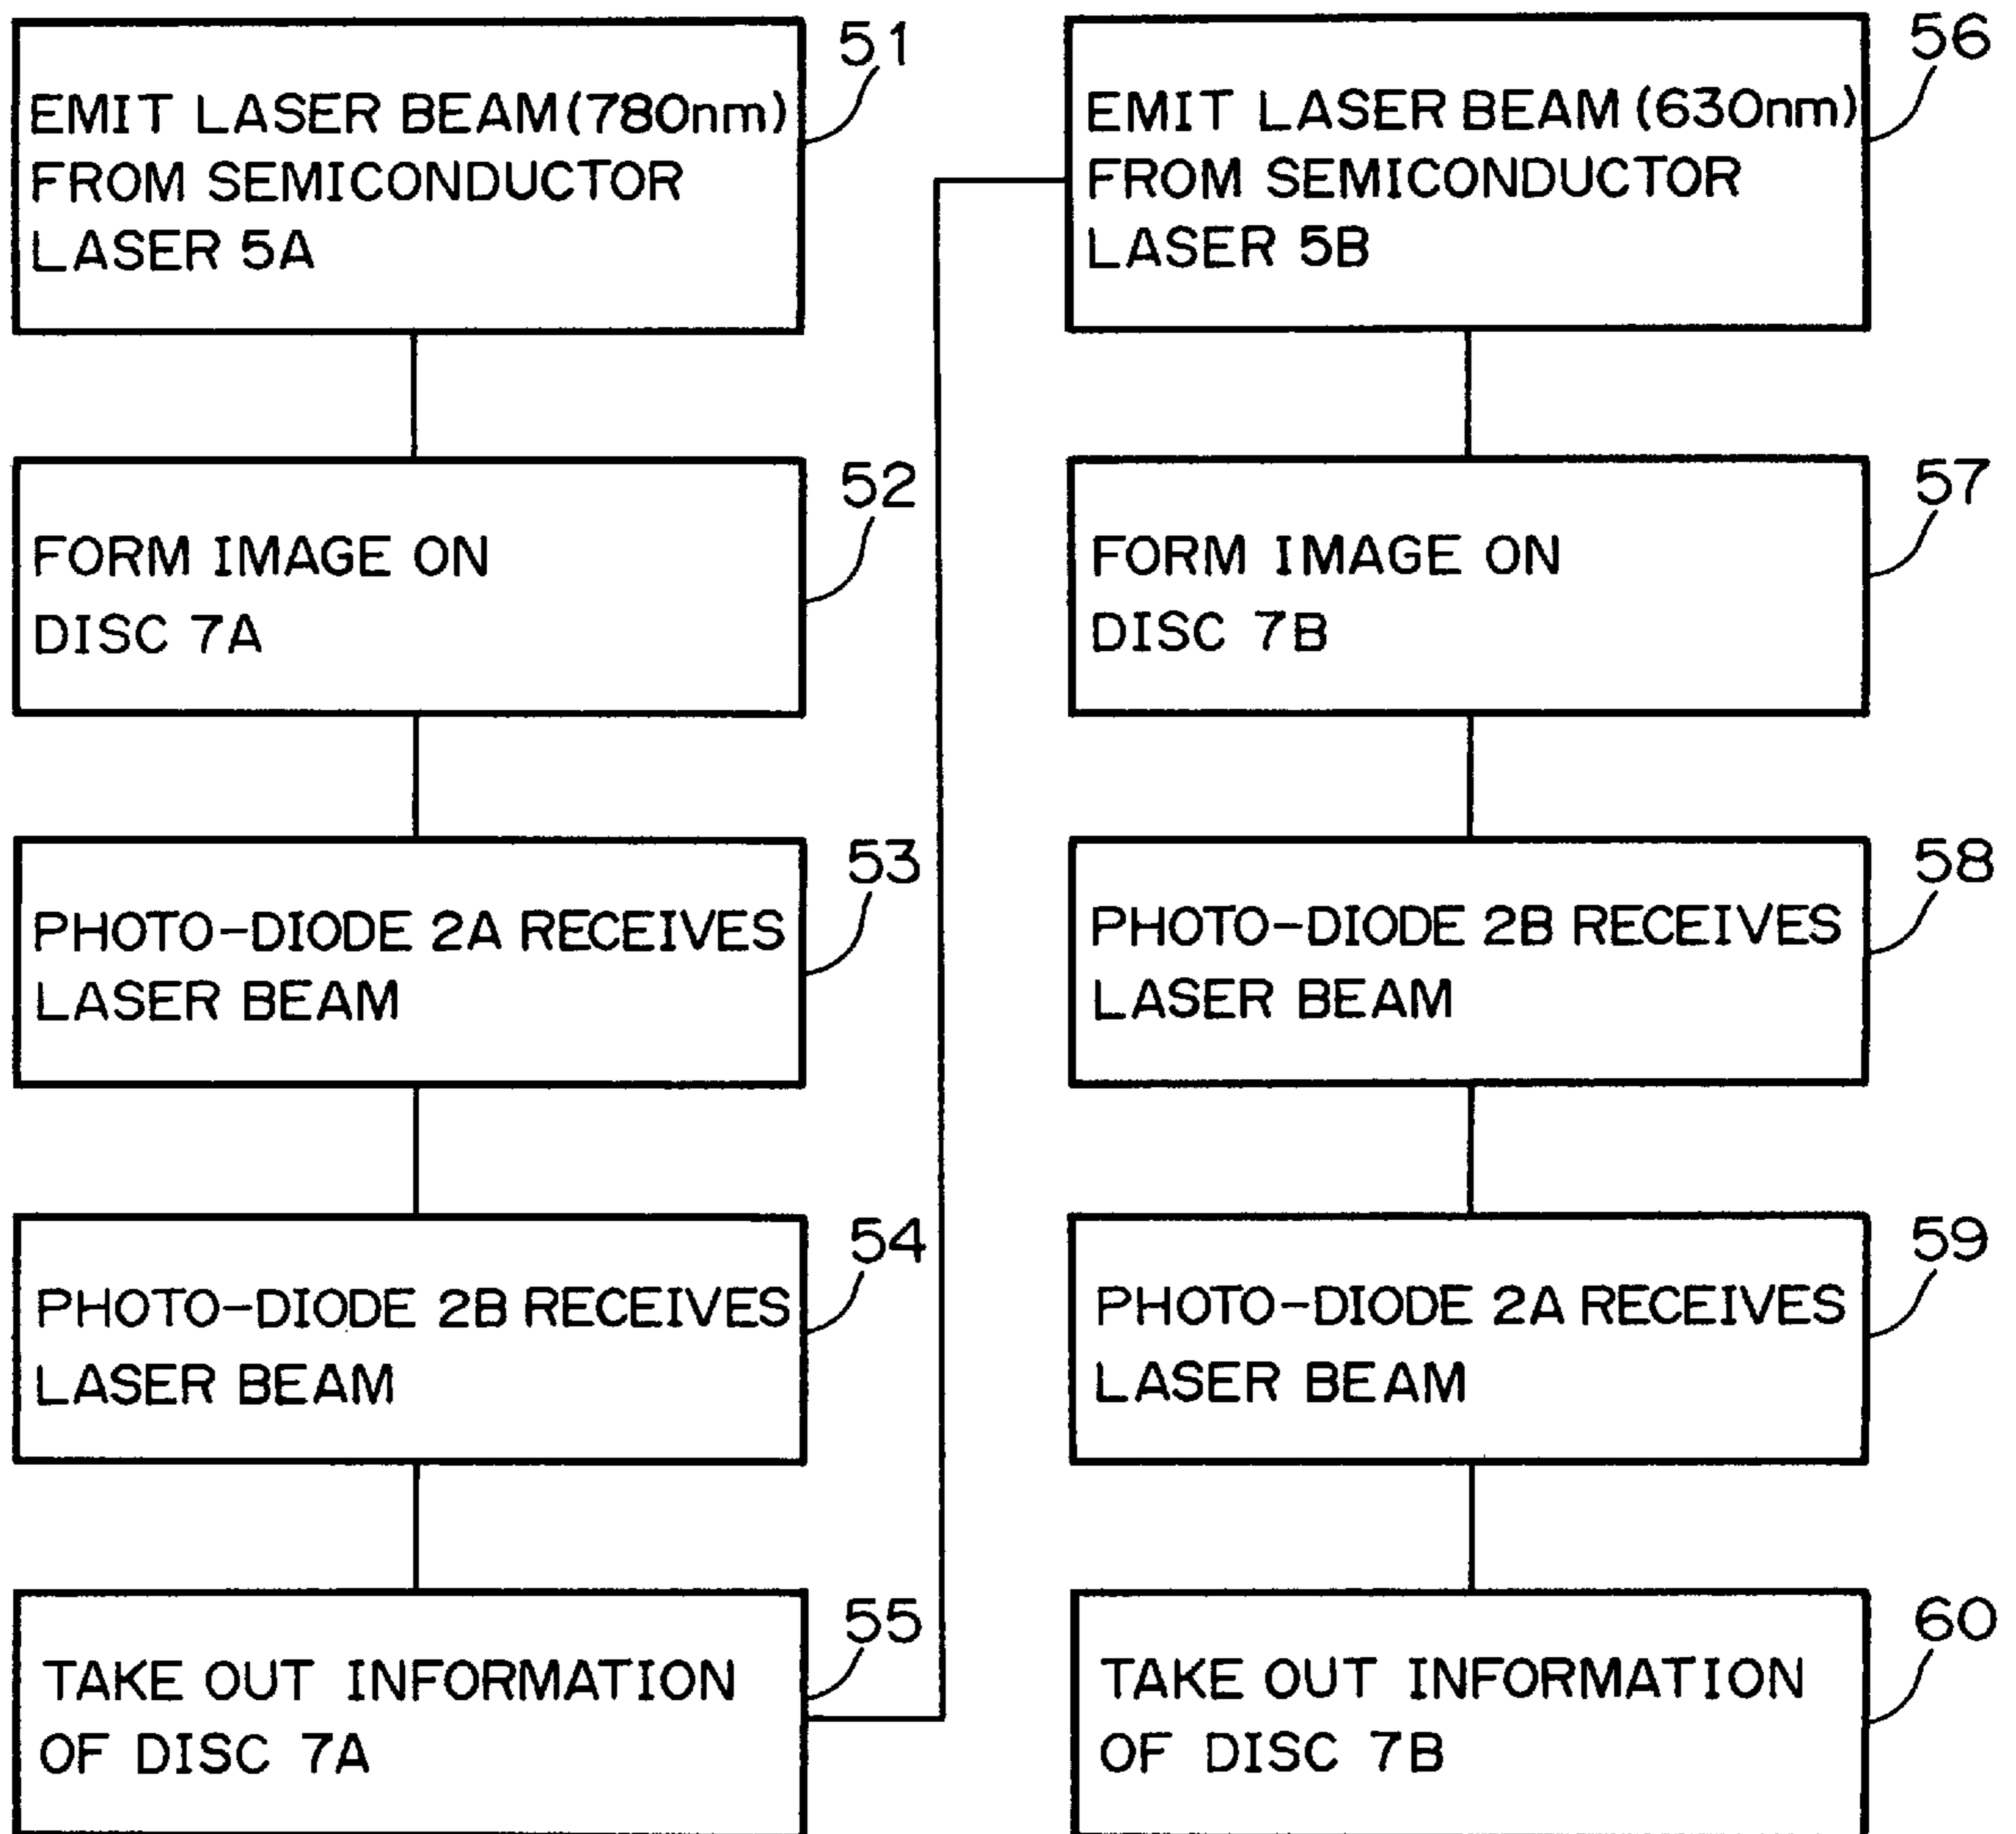 51
EMIT LASER BEAM (780nm)
FROM SEMICONDUCTOR
LASER 5A
52
FORM IMAGE ON
DISC 7A
53
PHOTO-DIODE 2A RECEIVES
LASER BEAM
54
PHOTO-DIODE 2B RECEIVES
LASER BEAM
55
TAKE OUT INFORMATION
OF DISC 7A
56
EMIT LASER BEAM (630nm)
FROM SEMICONDUCTOR
LASER 5B
57
FORM IMAGE ON
DISC 7B
58
PHOTO-DIODE 2B RECEIVES
LASER BEAM
59
PHOTO-DIODE 2A RECEIVES
LASER BEAM
60
TAKE OUT INFORMATION
OF DISC 7B